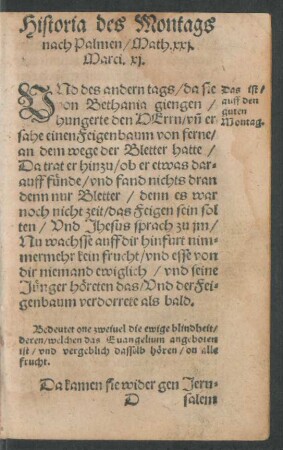 Historia des Montags
nach Palmen/Math.xxj.
Marci. xj.
VNd des andern tags/da sie
von Bethania giengen/
hungerte den HErrn/vñ er
sahe einen Feigenbaum von ferne/
an dem wege der Bletter hatte/
Da trat er hinzu/ob er etwas dar-
auff fünde/vnd fand nichts dran
denn nur Bletter/denn es war
noch nicht zeit/das Feigen sein sol
ten/Vnd Jhesus sprach zu jm/
Nu wachsse auff dir hinfurt nim-
mermehr kein frucht/vnd esse von
dir niemand ewiglich/vnd seine
Jünger höreten das/Vnd der Fei-
genbaum verdorrete als bald.
Das ist/
auff den
guten
Montag.
Bedeutet one zweiuel die ewige blindheit/
deren/welchen das Euangelium angeboten
ist/vnd vergeblich dasselb hören/on alle
frucht.
Da kamen sie wider gen Jeru-
D
salem